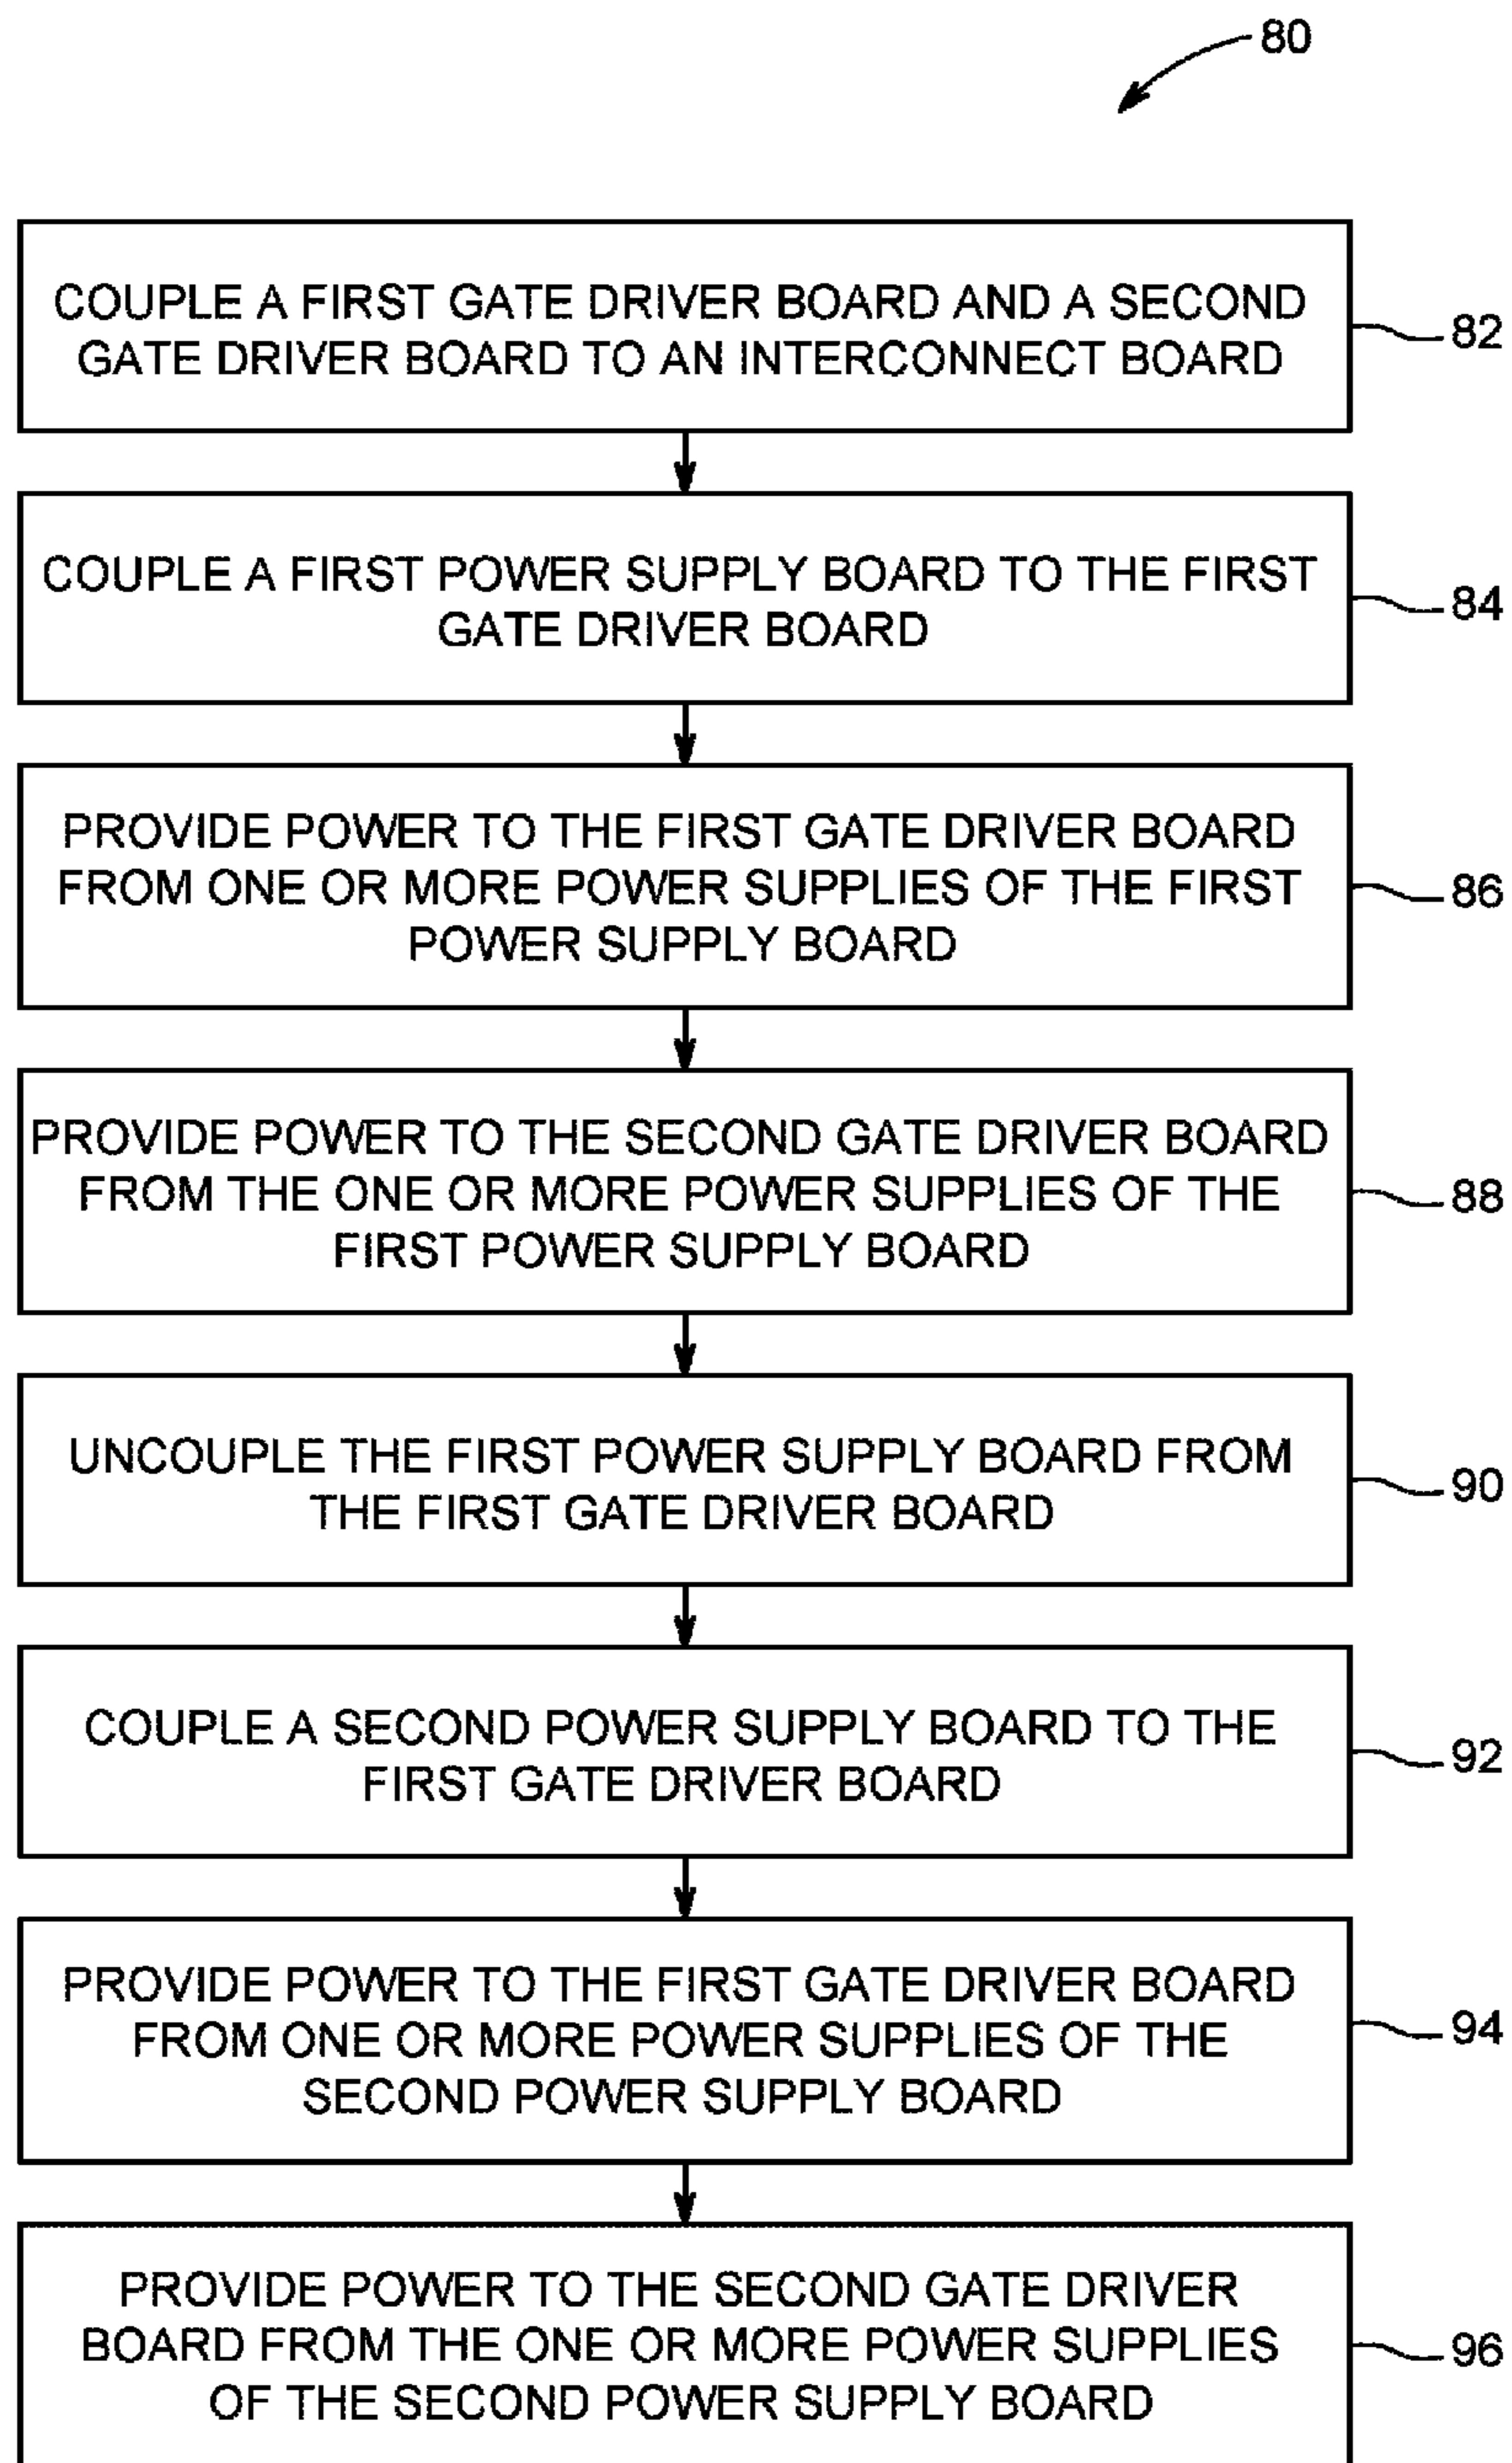 80
COUPLE A FIRST GATE DRIVER BOARD AND A SECOND
GATE DRIVER BOARD TO AN INTERCONNECT BOARD
82
COUPLE A FIRST POWER SUPPLY BOARD TO THE FIRST
GATE DRIVER BOARD
84
PROVIDE POWER TO THE FIRST GATE DRIVER BOARD
FROM ONE OR MORE POWER SUPPLIES OF THE FIRST
POWER SUPPLY BOARD
86
PROVIDE POWER TO THE SECOND GATE DRIVER BOARD
FROM THE ONE OR MORE POWER SUPPLIES OF THE
FIRST POWER SUPPLY BOARD
88
UNCOUPLE THE FIRST POWER SUPPLY BOARD FROM
THE FIRST GATE DRIVER BOARD
90
COUPLE A SECOND POWER SUPPLY BOARD TO THE
FIRST GATE DRIVER BOARD
92
PROVIDE POWER TO THE FIRST GATE DRIVER BOARD
FROM ONE OR MORE POWER SUPPLIES OF THE
SECOND POWER SUPPLY BOARD
94
PROVIDE POWER TO THE SECOND GATE DRIVER
BOARD FROM THE ONE OR MORE POWER SUPPLIES
OF THE SECOND POWER SUPPLY BOARD
96